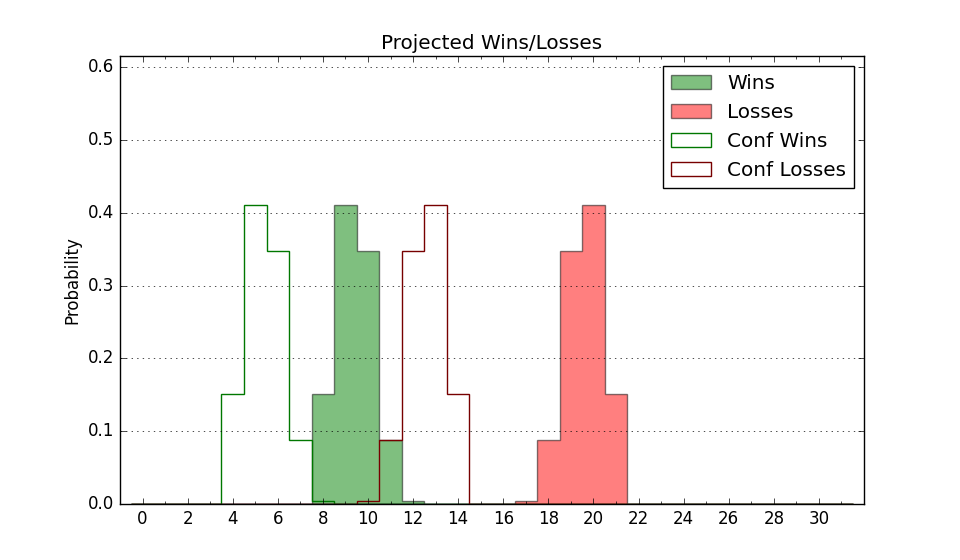 Projected Wins/Losses
0.6
0.5
0.4
0.3
0.2
0.1
0.0
Probability
Wins
Losses
Conf Wins
Conf Losses
0 2 4 6 8 10 12 14 16 18 20 22 24 26 28 30